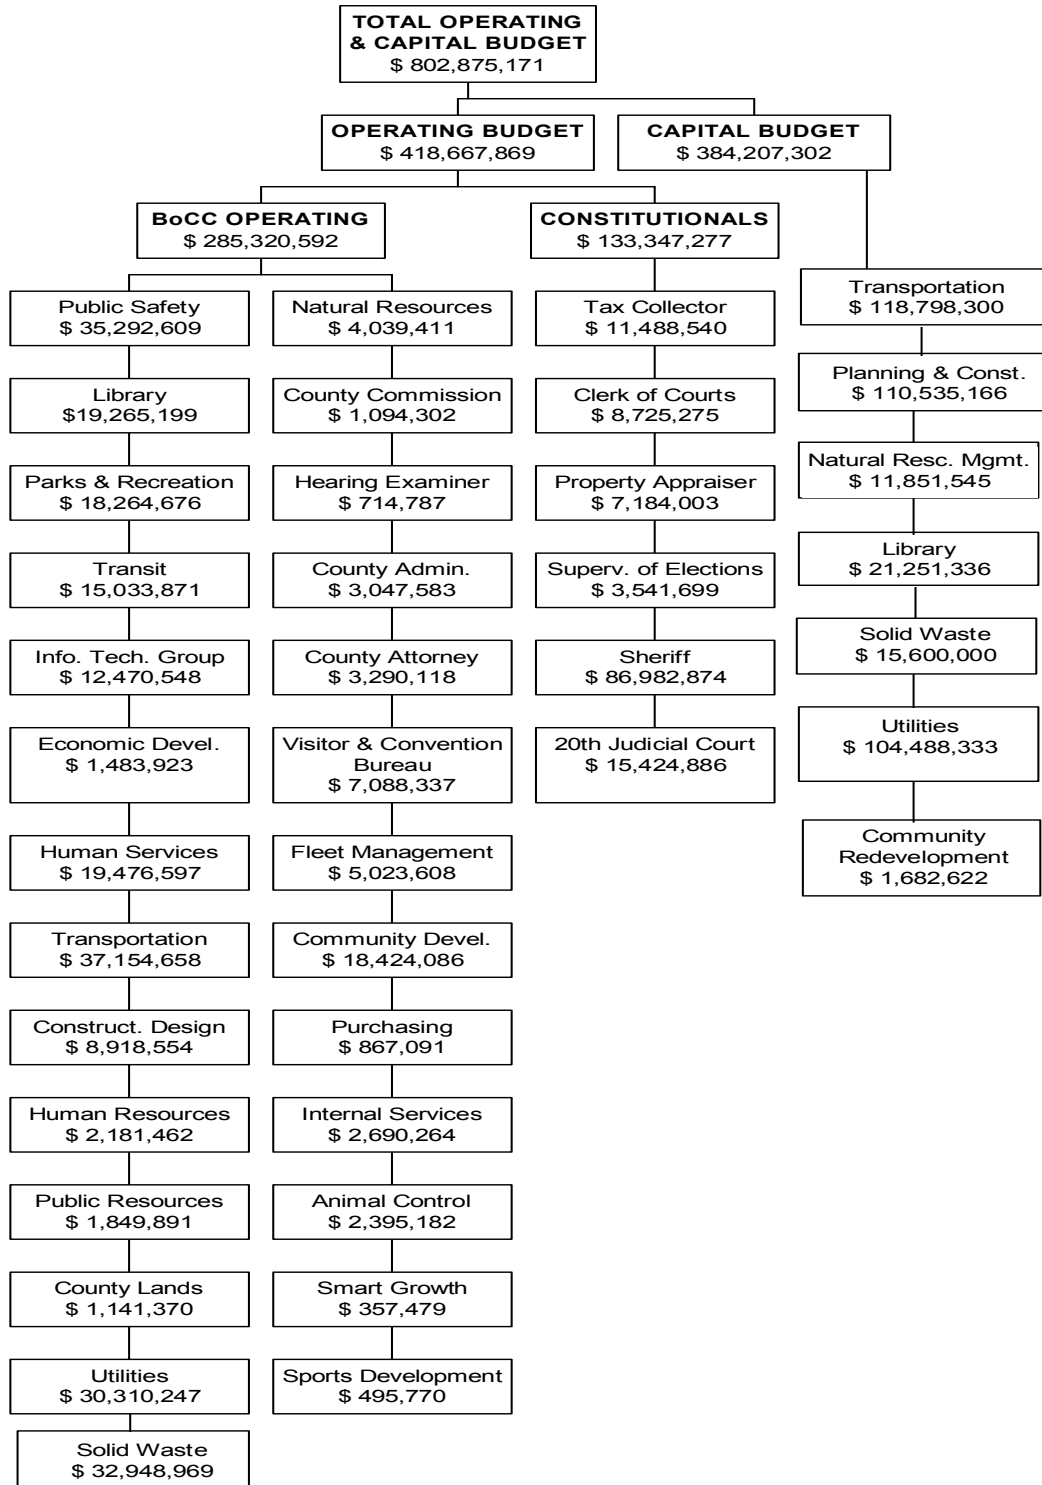 TOTAL OPERATING
& CAPITAL BUDGET
$ 802,875,171
OPERATING BUDGET
$ 418,667,869
CAPITAL BUDGET
$ 384,207,302
BoCC OPERATING
$ 285,320,592
CONSTITUTIONALS
$ 133,347,277
Public Safety
$ 35,292,609
Library
$19,265,199
Parks & Recreation
$ 18,264,676
Transit
$ 15,033,871
Info. Tech. Group
$ 12,470,548
Economic Devel.
$ 1,483,923
Human Services
$ 19,476,597
Transportation
$ 37,154,658
Construct. Design
$ 8,918,554
Human Resources
$ 2,181,462
Public Resources
$ 1,849,891
County Lands
$ 1,141,370
Utilities
$ 30,310,247
Solid Waste
$ 32,948,969
Natural Resources
$ 4,039,411
County Commission
$ 1,094,302
Hearing Examiner
$ 714,787
County Admin.
$ 3,047,583
County Attorney
$ 3,290,118
Visitor & Convention
Bureau
$ 7,088,337
Fleet Management
$ 5,023,608
Community Devel.
$ 18,424,086
Purchasing
$ 867,091
Internal Services
$ 2,690,264
Animal Control
$ 2,395,182
Smart Growth
$ 357,479
Sports Development
$ 495,770
Tax Collector
$ 11,488,540
Clerk of Courts
$ 8,725,275
Property Appraiser
$ 7,184,003
Superv. of Elections
$ 3,541,699
Sheriff
$ 86,982,874
20th Judicial Court
$ 15,424,886
Transportation
$ 118,798,300
Planning & Const.
$ 110,535,166
Natural Resc. Mgmt.
$ 11,851,545
Library
$ 21,251,336
Solid Waste
$ 15,600,000
Utilities
$ 104,488,333
Community
Redevelopment
$ 1,682,622